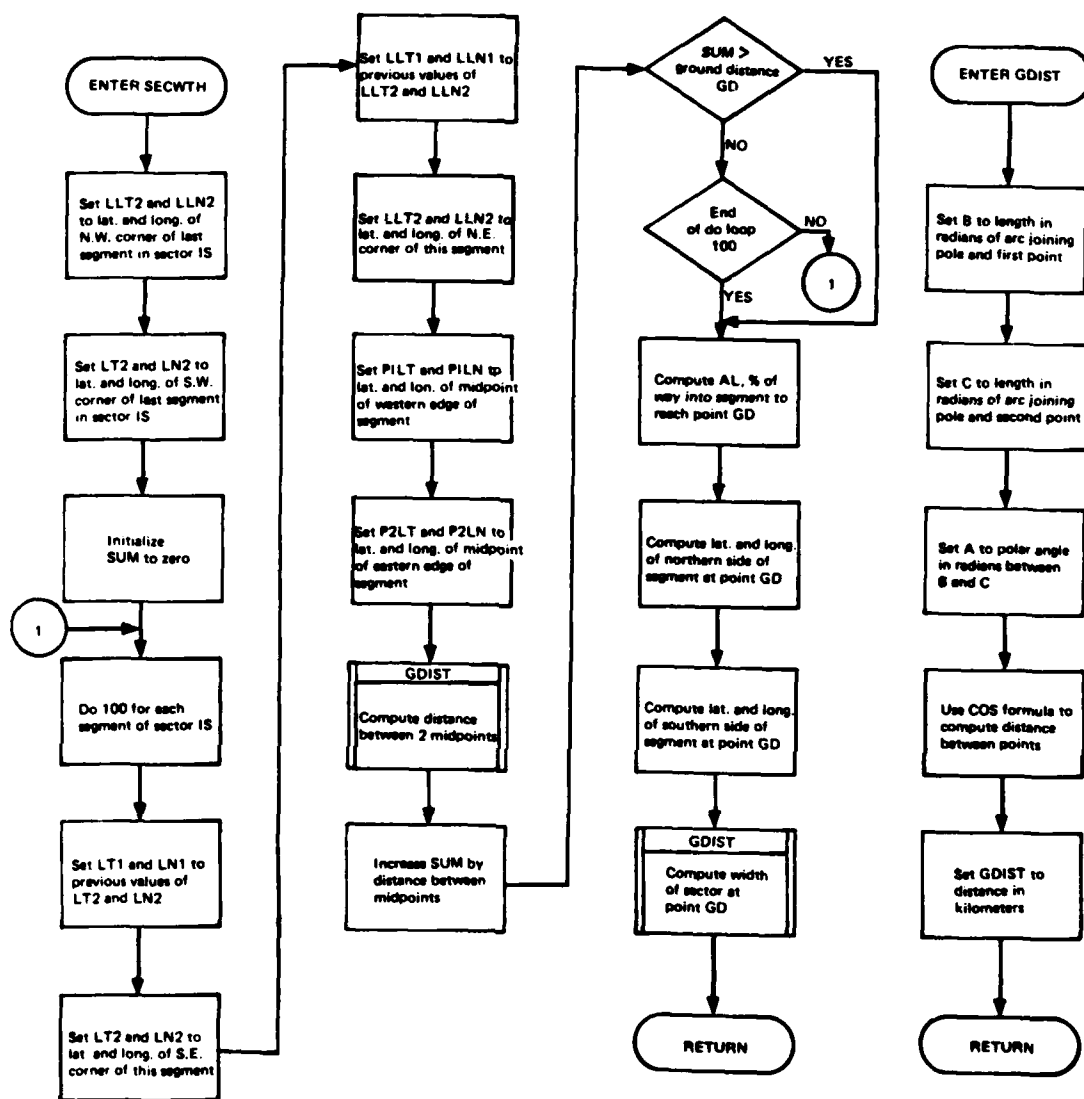 ENTER SECWTH
Set LLT2 and LLN2
to lat. and long. of
N.W. corner of last
segment in sector IS
Set LT2 and LN2 to
lat. and long. of S.W.
corner of last segment
in sector IS
Initialize
SUM to zero
1
Do 100 for each
segment of sector IS
Set LT1 and LN1 to
previous values of
LT2 and LN2
Set LT2 and LN2 to
lat and long. of S.E.
corner of this segment
Set LLT1 and LLN1 to
previous values of
LLT2 and LLN2
Set LLT2 and LLN2 to
lat. and long. of N.E.
corner of this segment
Set PILT and PILN to
lat. and lon. of midpoint
of western edge of
segment
Set P2LT and P2LN to
lat. and long. of midpoint
of eastern edge of
segment
GDIST
Compute distance
between 2 midpoints
Increase SUM by
distance between
midpoints
SUM >
ground distance
GD
YES
NO
End
of do loop
100
NO
1
YES
Compute AL, % of
way into segment to
reach point GD
Compute lat. and long.
of northern side of
segment at point GD
Compute lat. and long.
of southern side of
segment at point GD
GDIST
Compute width
of sector at
point GD
RETURN
ENTER GDIST
Set B to length in
radians of arc joining
pole and first point
Set C to length in
radians of arc joining
pole and second point
Set A to polar angle
in radians between
B and C
Use COS formula to
compute distance
between points
Set GDIST to
distance in
kilometers
RETURN